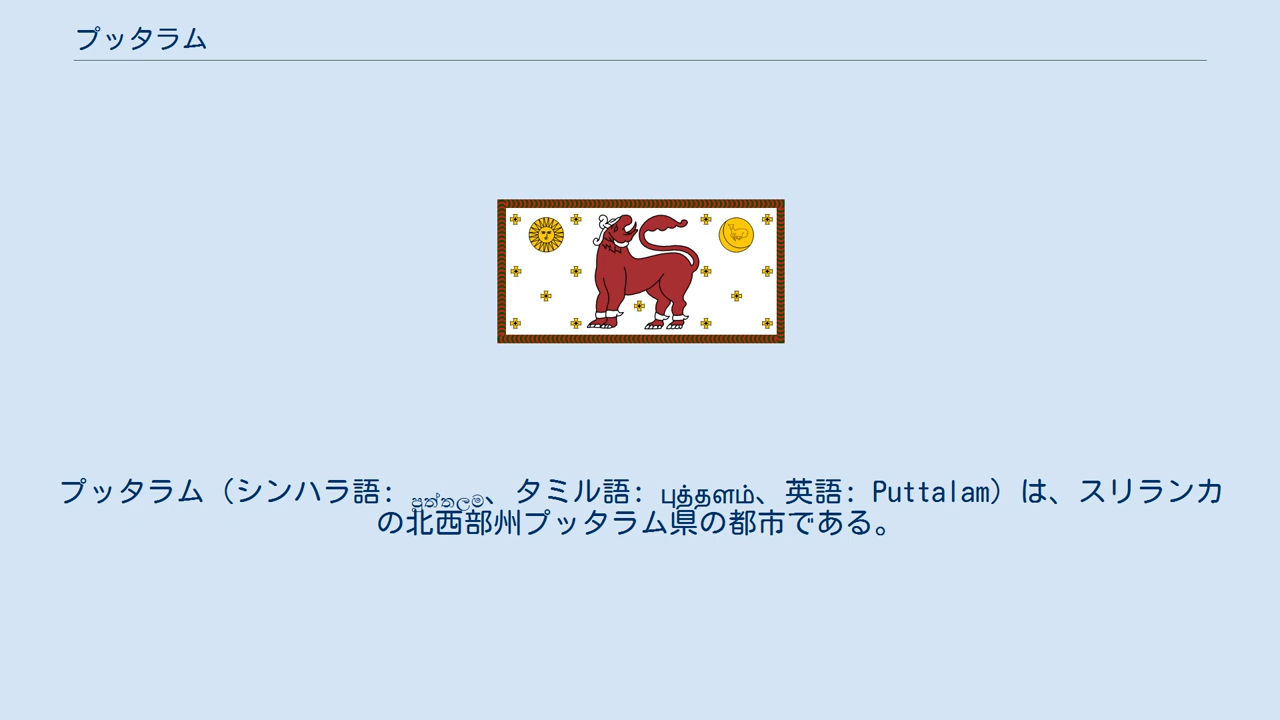 プッタラム
プッタラム（シンハラ語: පුත්තලම、タミル語: புத்தளம்、英語: Puttalam）は、スリランカ
の北西部州プッタラム県の都市である。